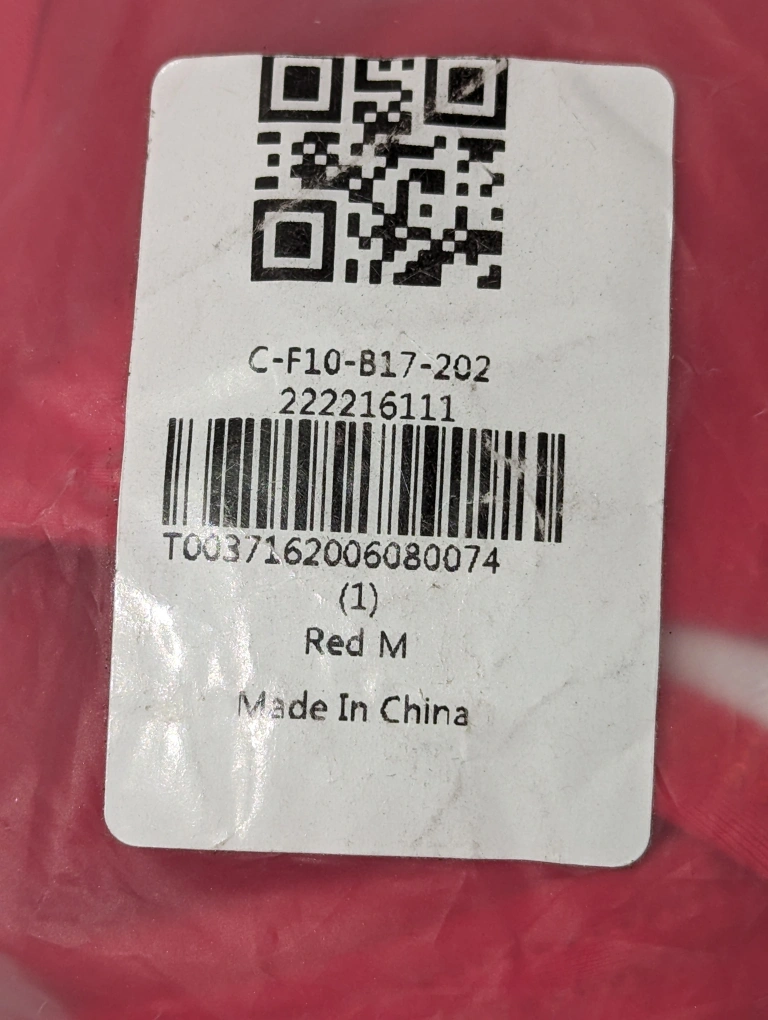 C-F10-B17-202
222216111
T0037162006080074
(1)
Red M
Made In China